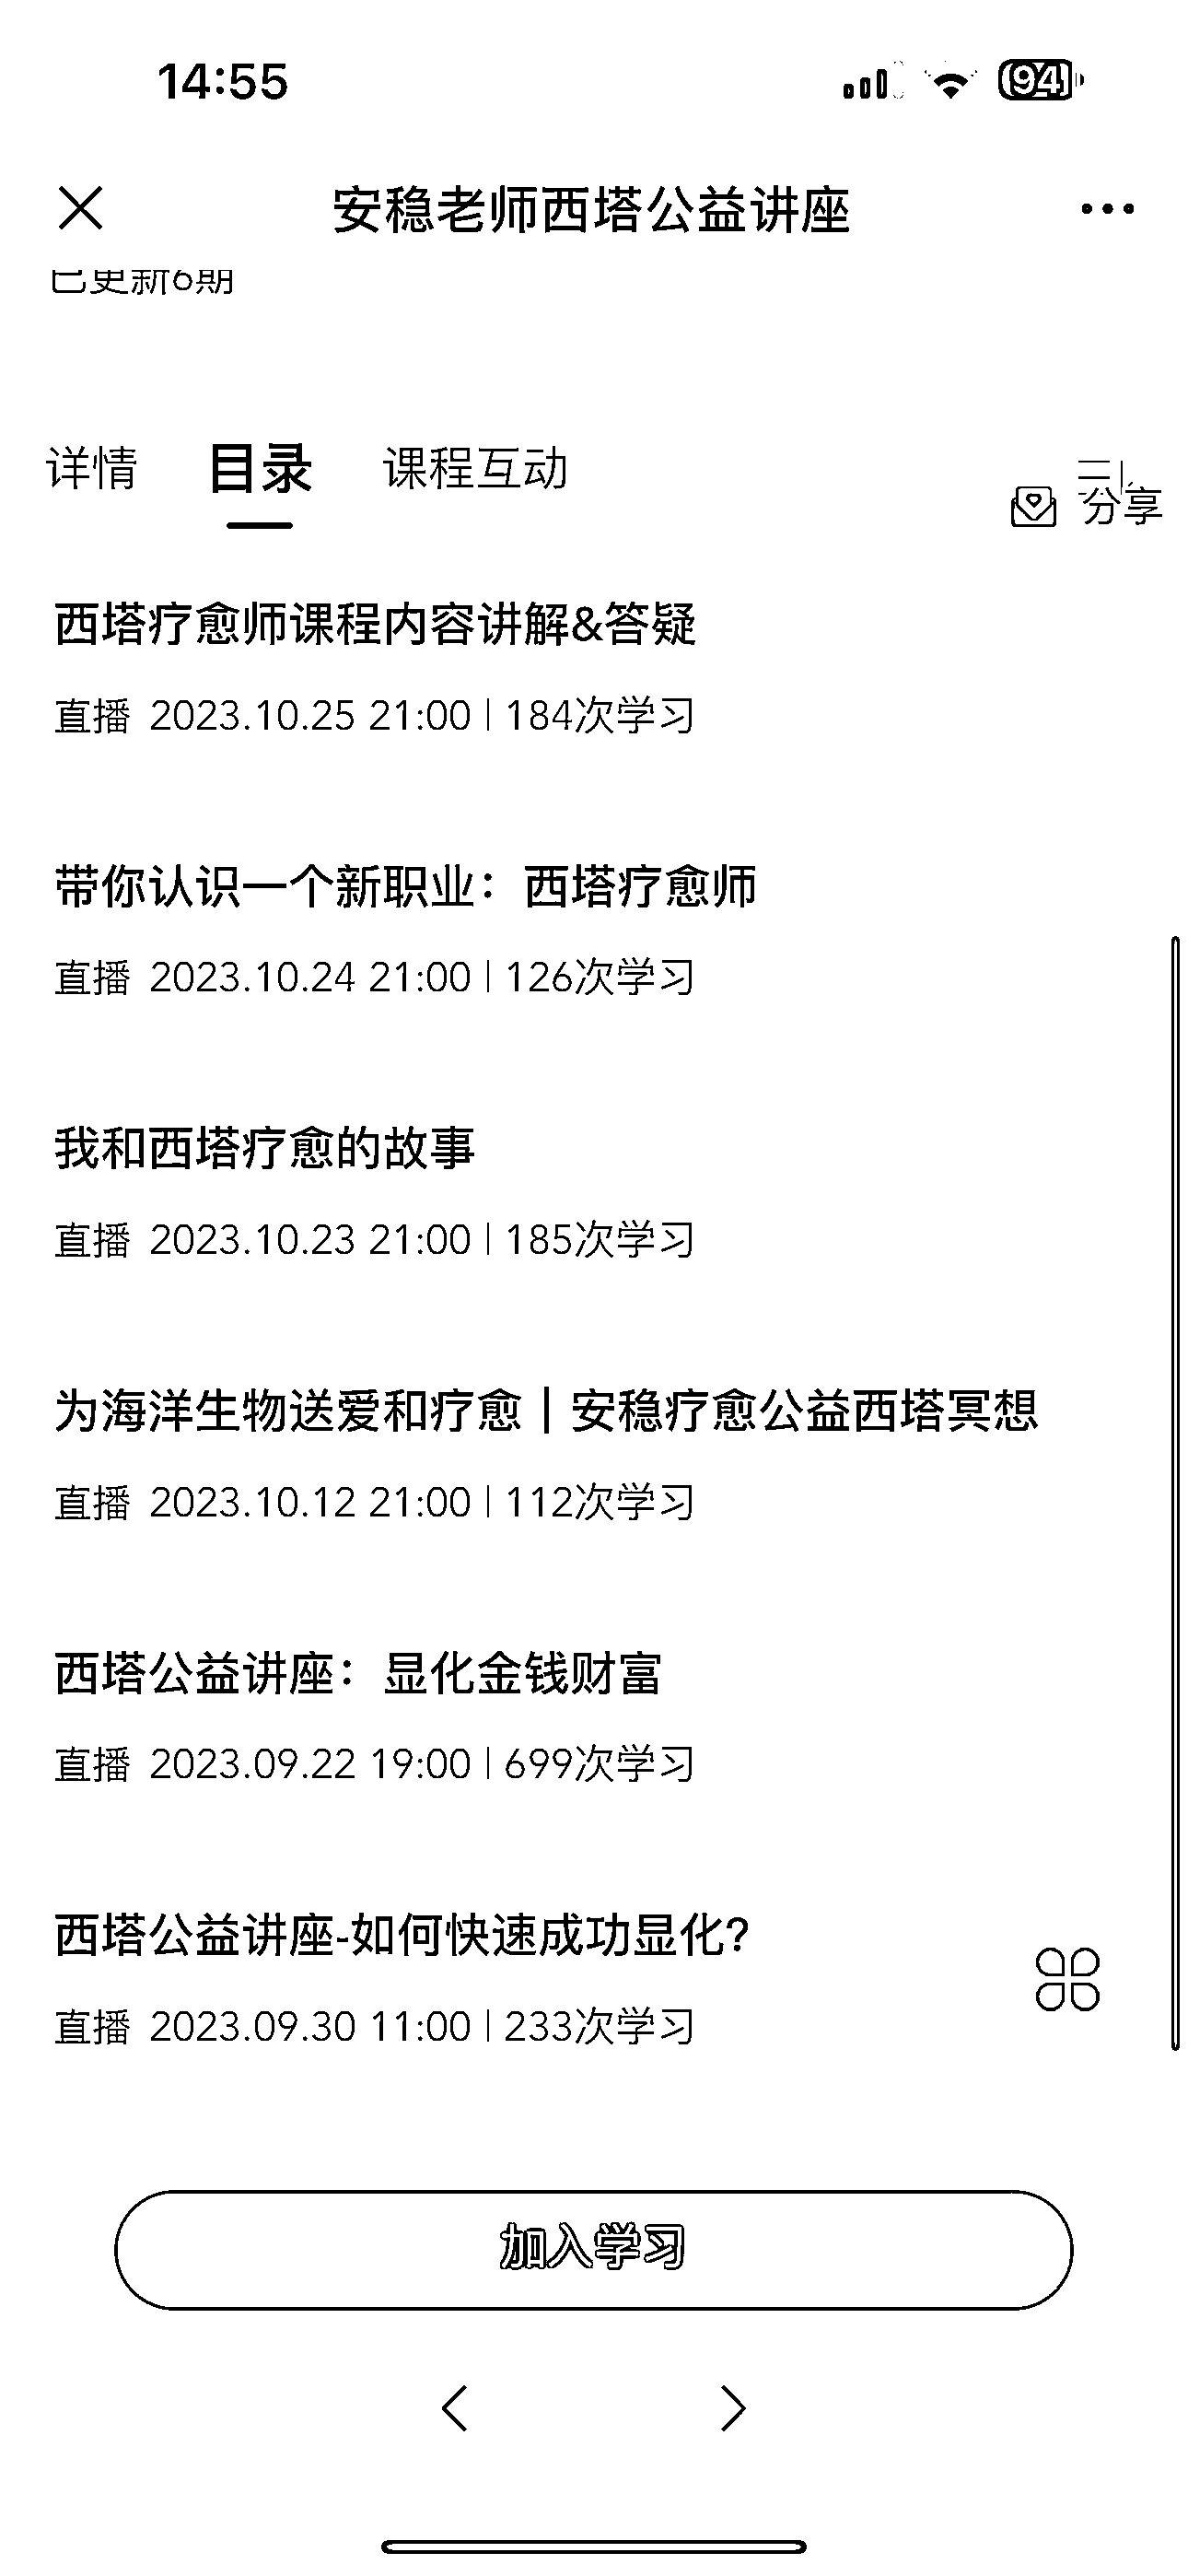 14:55
94
安稳老师西塔公益讲座
已更新6期
详情 目录 课程互动
分享
西塔疗愈师课程内容讲解&答疑
直播 2023.10.25 21:00 | 184次学习
带你认识一个新职业：西塔疗愈师
直播 2023.10.24 21:00 | 126次学习
我和西塔疗愈的故事
直播 2023.10.23 21:00 | 185次学习
为海洋生物送爱和疗愈｜安稳疗愈公益西塔冥想
直播 2023.10.12 21:00 | 112次学习
西塔公益讲座：显化金钱财富
直播 2023.09.22 19:00 | 699次学习
西塔公益讲座-如何快速成功显化?
直播 2023.09.30 11:00 | 233次学习
加入学习